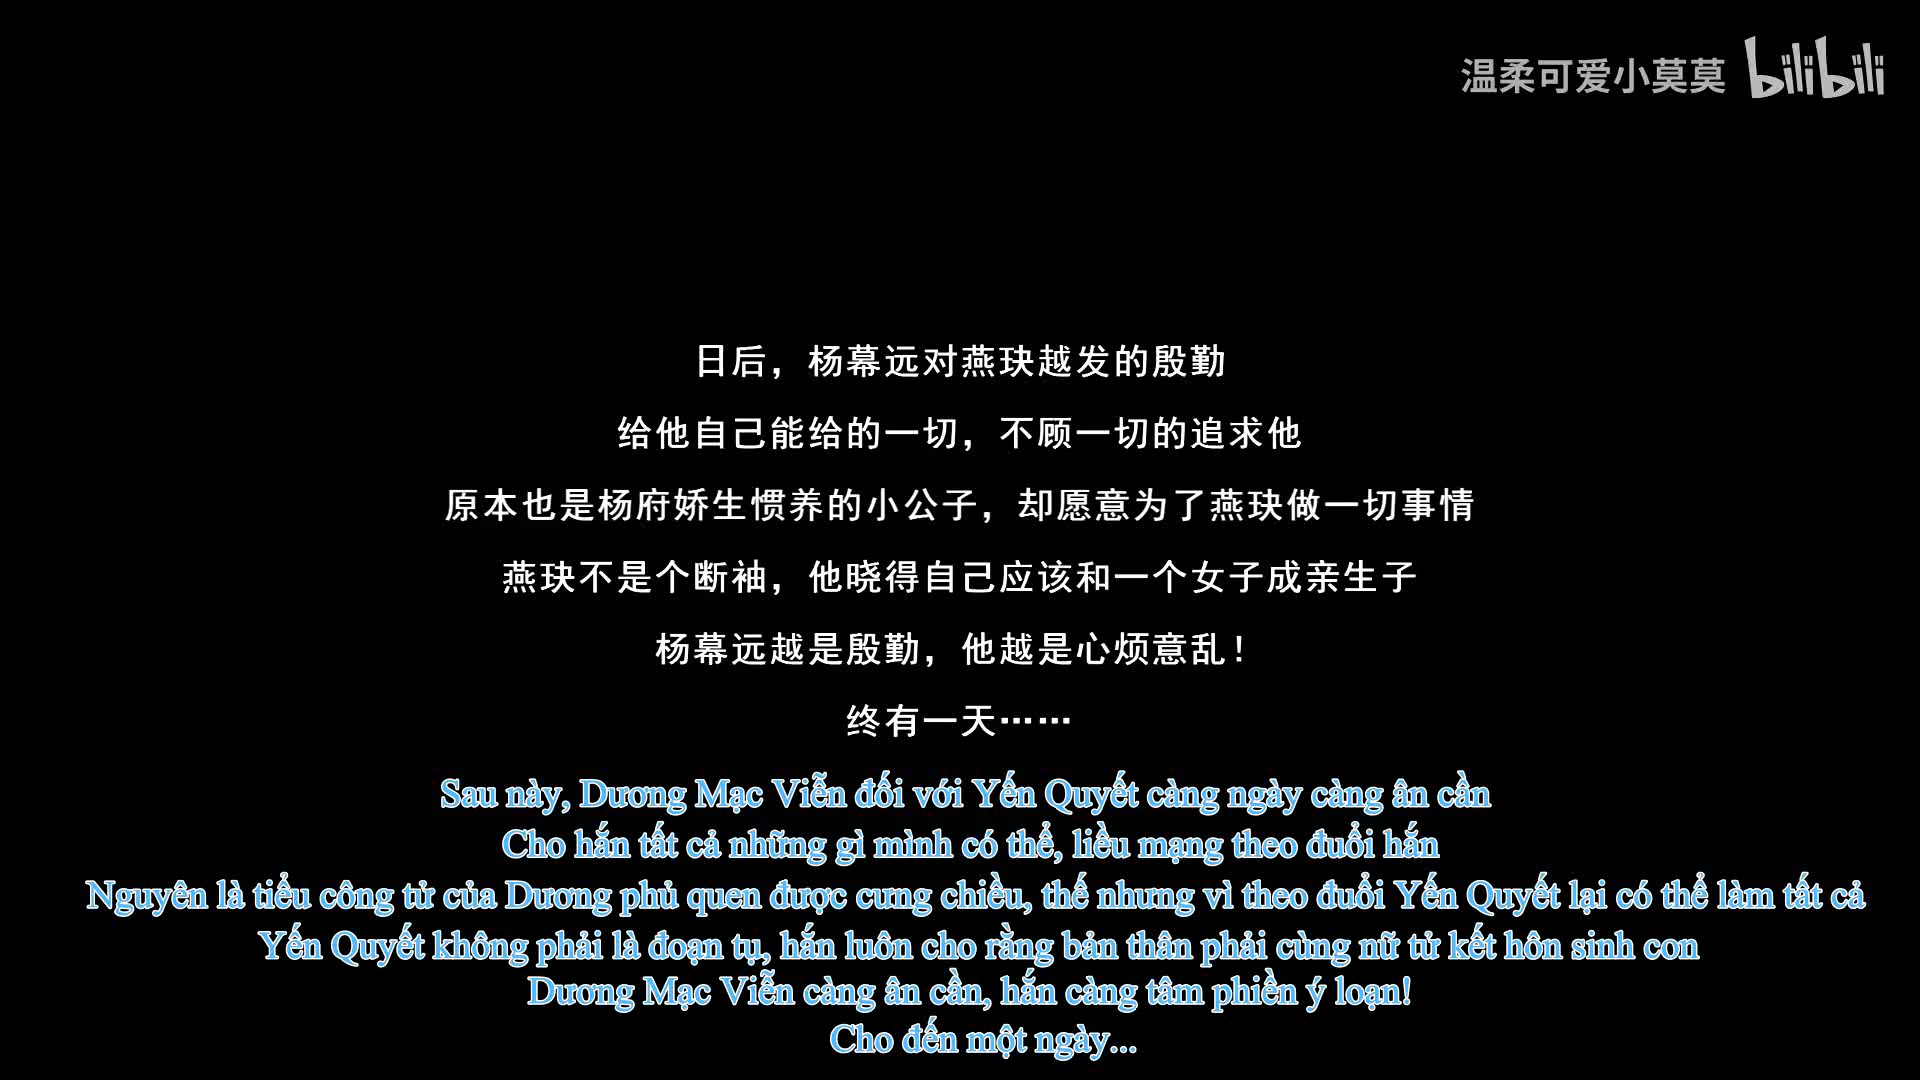 温柔可爱小莫莫 bilibili
日后，杨幕远对燕玦越发的殷勤
给他自己能给的一切，不顾一切的追求他
原本也是杨府娇生惯养的小公子，却愿意为了燕玦做一切事情
燕玦不是个断袖，他晓得自己应该和一个女子成亲生子
杨幕远越是殷勤，他越是心烦意乱！
终有一天……
Sau này, Dương Mạc Viễn đối với Yến Quyết càng ngày càng ân cần
Cho hắn tất cả những gì mình có thể, liều mạng theo đuổi hắn
Nguyên là tiểu công tử của Dương phủ quen được cưng chiều, thế nhưng vì theo đuổi Yến Quyết lại có thể làm tất cả
Yến Quyết không phải là đoạn tụ, hắn luôn cho rằng bản thân phải cùng nữ tử kết hôn sinh con
Dương Mạc Viễn càng ân cần, hắn càng tâm phiền ý loạn!
Cho đến một ngày...